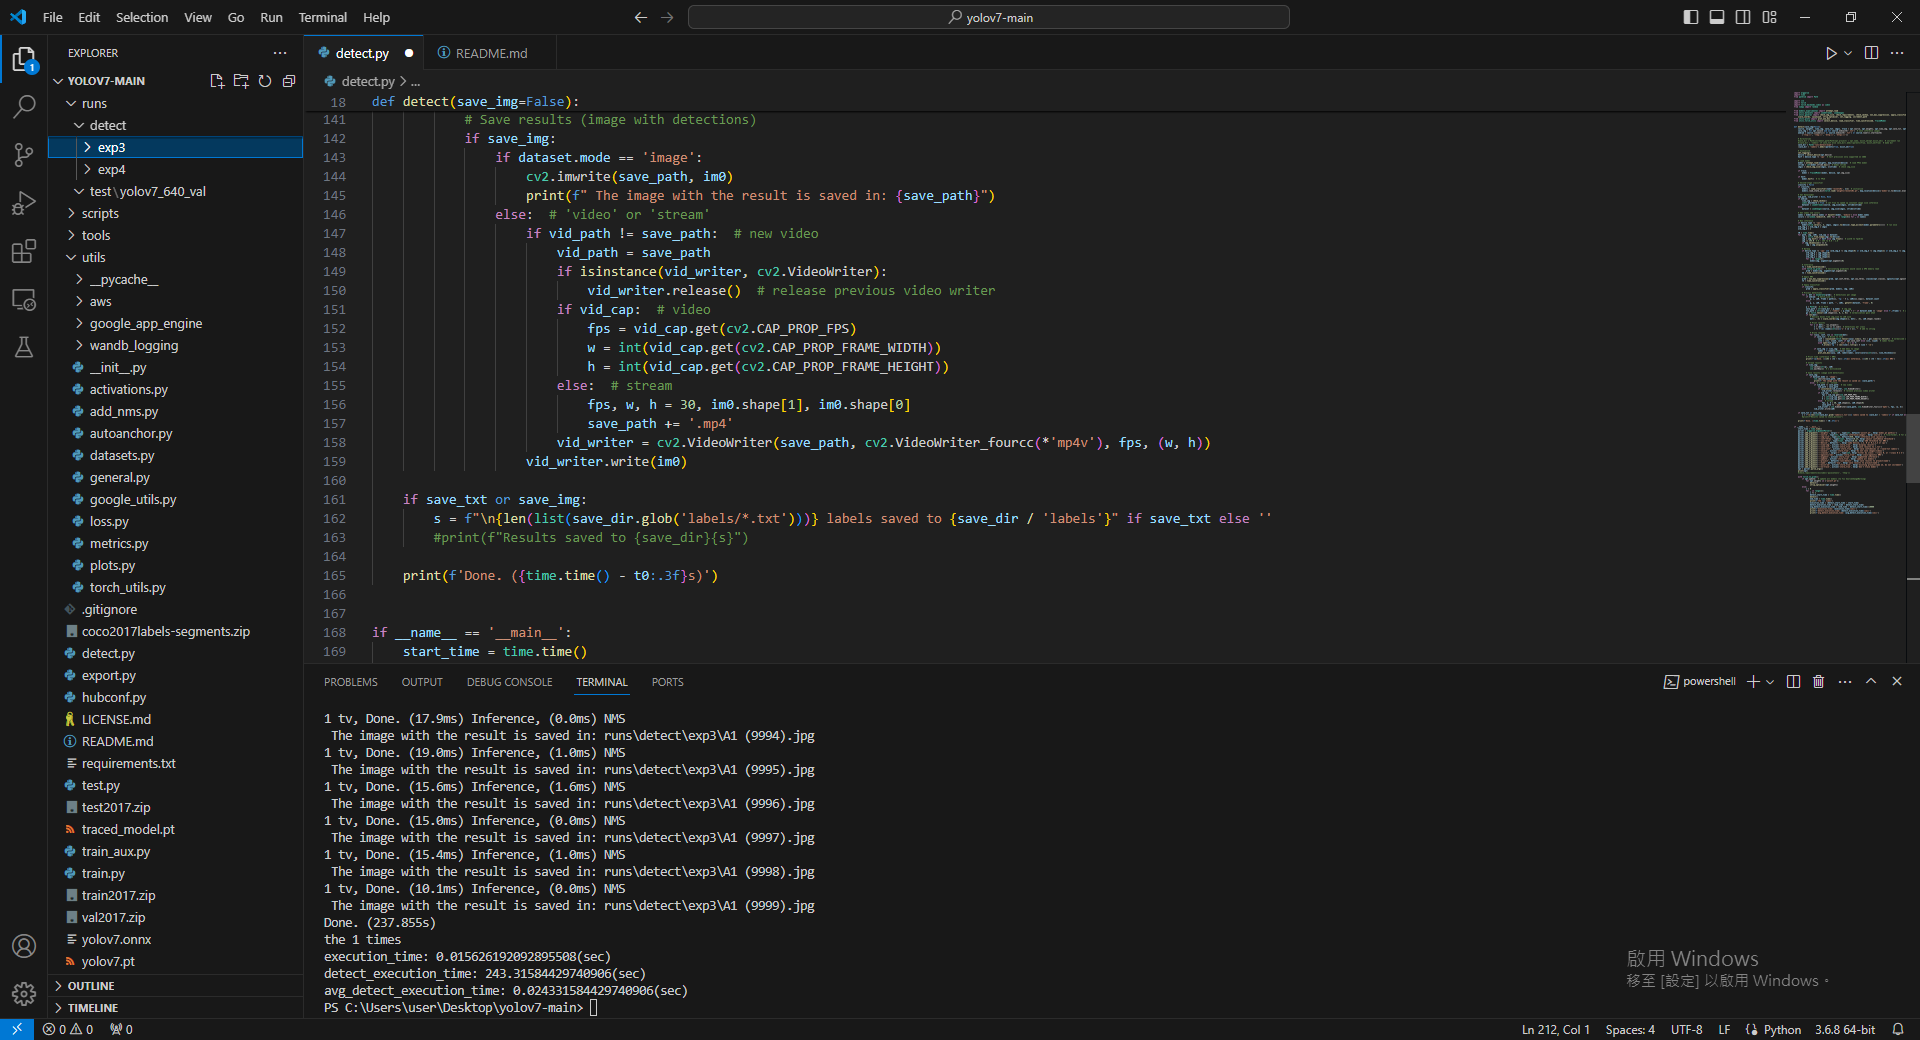 File Edit Selection View Go Run Terminal Help
yolov7-main
EXPLORER
YOLOV7-MAIN
runs
detect
exp3
exp4
test\yolov7_640_val
scripts
tools
utils
__pycache__
aws
google_app_engine
wandb_logging
__init__.py
activations.py
add_nms.py
autoanchor.py
datasets.py
general.py
google_utils.py
loss.py
metrics.py
plots.py
torch_utils.py
.gitignore
coco2017labels-segments.zip
detect.py
export.py
hubconf.py
LICENSE.md
README.md
requirements.txt
test.py
test2017.zip
traced_model.pt
train_aux.py
train.py
train2017.zip
val2017.zip
yolov7.onnx
yolov7.pt
OUTLINE
TIMELINE
1
detect.py
README.md
detect.py > ...
18 def detect(save_img=False):
141 # Save results (image with detections)
142 if save_img:
143 if dataset.mode == 'image':
144 cv2.imwrite(save_path, im0)
145 print(f" The image with the result is saved in: {save_path}")
146 else:  # 'video' or 'stream'
147 if vid_path != save_path:  # new video
148 vid_path = save_path
149 if isinstance(vid_writer, cv2.VideoWriter):
150 vid_writer.release()  # release previous video writer
151 if vid_cap:  # video
152 fps = vid_cap.get(cv2.CAP_PROP_FPS)
153 w = int(vid_cap.get(cv2.CAP_PROP_FRAME_WIDTH))
154 h = int(vid_cap.get(cv2.CAP_PROP_FRAME_HEIGHT))
155 else:  # stream
156 fps, w, h = 30, im0.shape[1], im0.shape[0]
157 save_path += '.mp4'
158 vid_writer = cv2.VideoWriter(save_path, cv2.VideoWriter_fourcc(*'mp4v'), fps, (w, h))
159 vid_writer.write(im0)
160
161 if save_txt or save_img:
162 s = f"\n{len(list(save_dir.glob('labels/*.txt')))} labels saved to {save_dir / 'labels'}" if save_txt else ''
163 #print(f"Results saved to {save_dir}{s}")
164
165 print(f'Done. ({time.time() - t0:.3f}s)')
166
167
168 if __name__ == '__main__':
169 start_time = time.time()
PROBLEMS OUTPUT DEBUG CONSOLE TERMINAL PORTS
powershell
1 tv, Done. (17.9ms) Inference, (0.0ms) NMS
The image with the result is saved in: runs\detect\exp3\A1 (9994).jpg
1 tv, Done. (19.0ms) Inference, (1.0ms) NMS
The image with the result is saved in: runs\detect\exp3\A1 (9995).jpg
1 tv, Done. (15.6ms) Inference, (1.6ms) NMS
The image with the result is saved in: runs\detect\exp3\A1 (9996).jpg
1 tv, Done. (15.0ms) Inference, (0.0ms) NMS
The image with the result is saved in: runs\detect\exp3\A1 (9997).jpg
1 tv, Done. (15.4ms) Inference, (1.0ms) NMS
The image with the result is saved in: runs\detect\exp3\A1 (9998).jpg
1 tv, Done. (10.1ms) Inference, (0.0ms) NMS
The image with the result is saved in: runs\detect\exp3\A1 (9999).jpg
Done. (237.855s)
the 1 times
execution_time: 0.015626192092895508(sec)
detect_execution_time: 243.31584429740906(sec)
avg_detect_execution_time: 0.024331584429740906(sec)
PS C:\Users\user\Desktop\yolov7-main>
啟用 Windows
移至 [設定] 以啟用 Windows。
0 0 0 Ln 212, Col 1 Spaces: 4 UTF-8 LF Python 3.6.8 64-bit